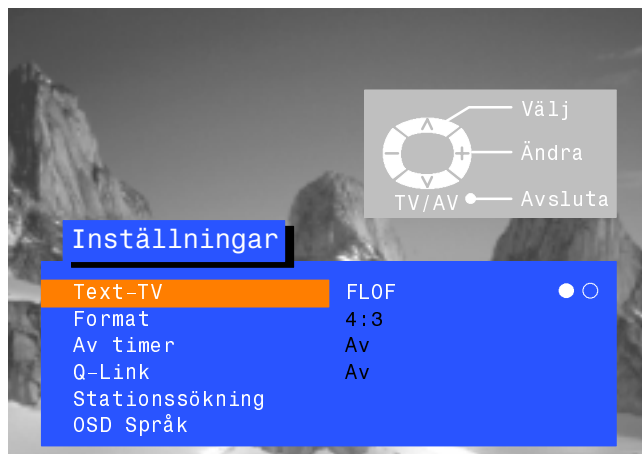 Välj
Ändra
TV/AV Avsluta
Inställningar
Text-TV FLOF
Format 4:3
Av timer Av
Q-Link Av
Stationssökning
OSD Språk